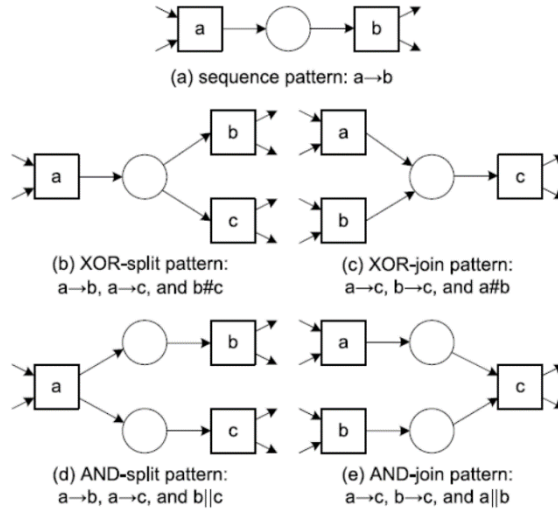 a
b
(a) sequence pattern: a→b
a
b
c
a
b
c
(b) XOR-split pattern:
a→b, a→c, and b#c
(c) XOR-join pattern:
a→c, b→c, and a#b
a
b
c
a
b
c
(d) AND-split pattern:
a→b, a→c, and b||c
(e) AND-join pattern:
a→c, b→c, and a||b